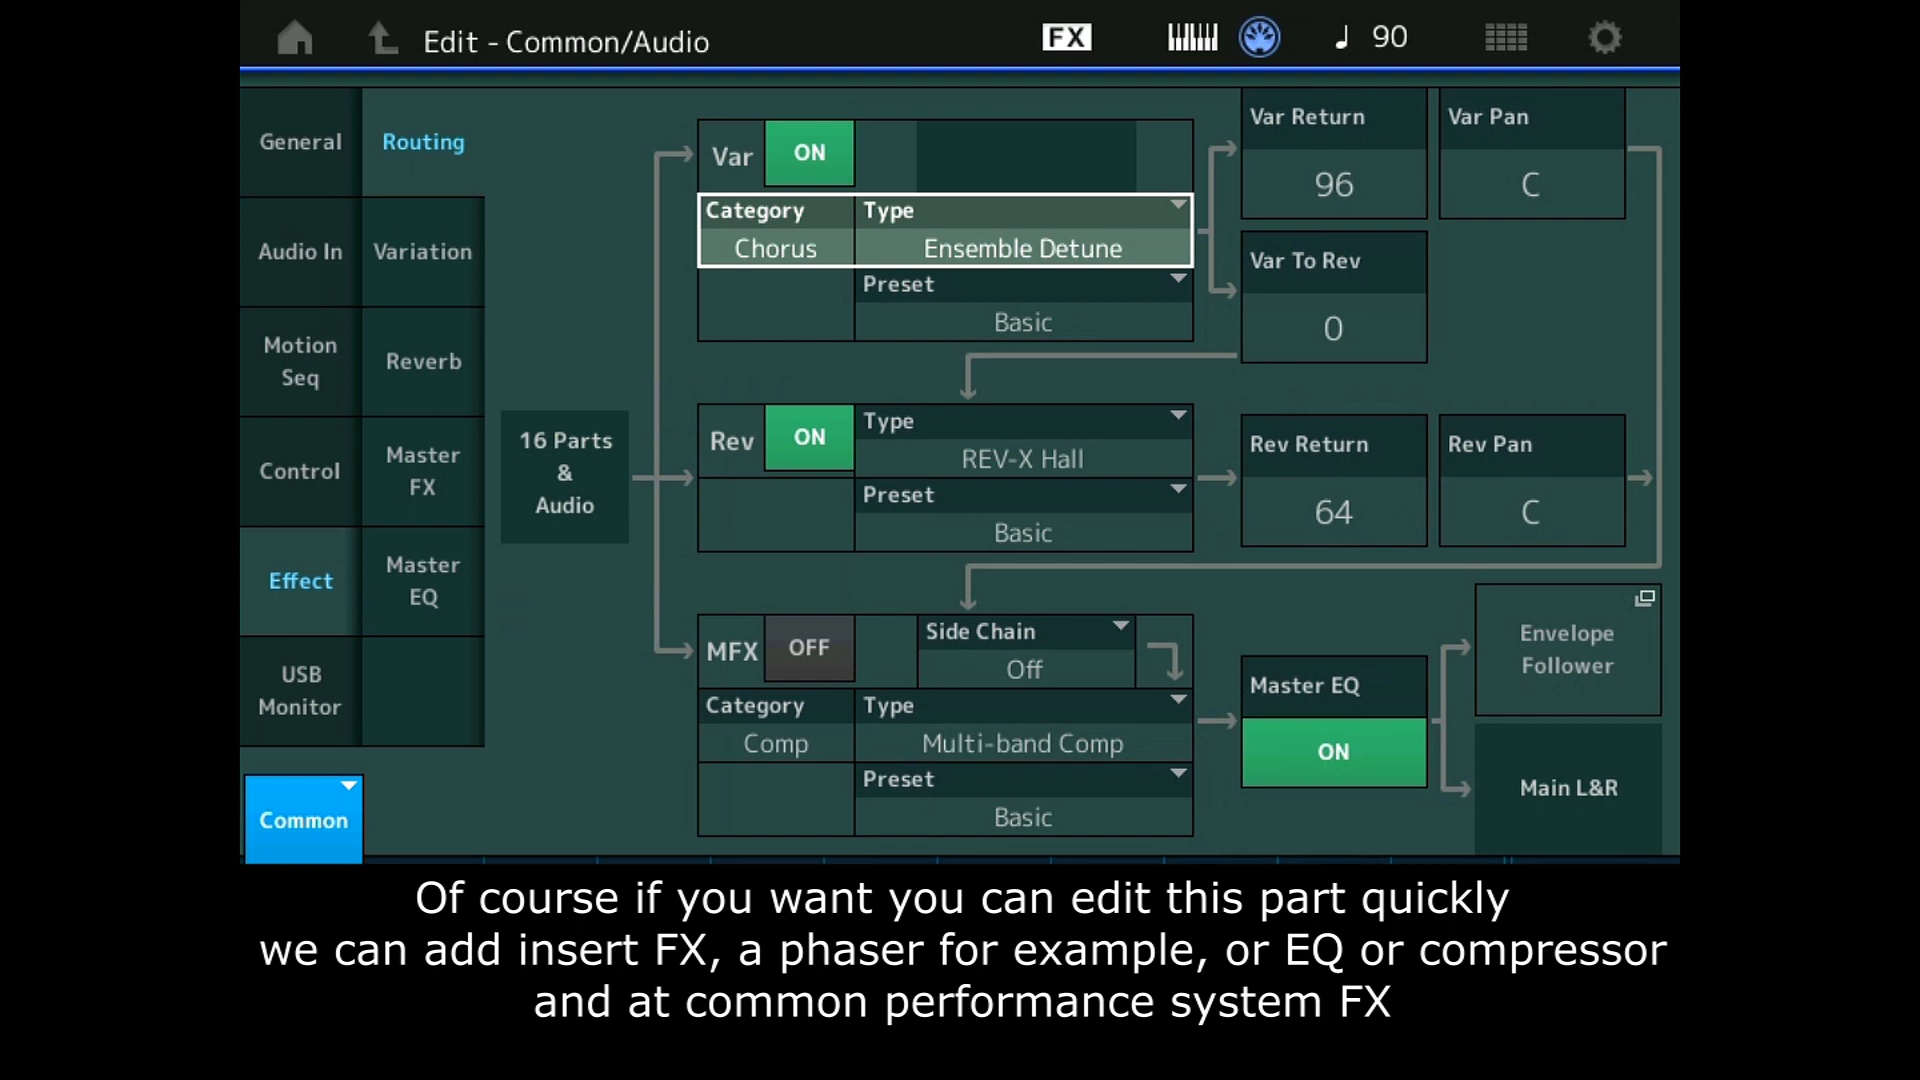 Edit - Common/Audio
FX
90
General
Routing
Audio In
Variation
Motion
Seq
Reverb
Control
Master
FX
Effect
Master
EQ
USB
Monitor
Common
16 Parts
&
Audio
Var
ON
Category
Type
Chorus
Ensemble Detune
Preset
Basic
Var Return
96
Var Pan
C
Var To Rev
0
Rev
ON
Type
REV-X Hall
Preset
Basic
Rev Return
64
Rev Pan
C
MFX
OFF
Side Chain
Off
Category
Type
Comp
Multi-band Comp
Preset
Basic
Master EQ
ON
Envelope
Follower
Main L&R
Of course if you want you can edit this part quickly
we can add insert FX, a phaser for example, or EQ or compressor
and at common performance system FX